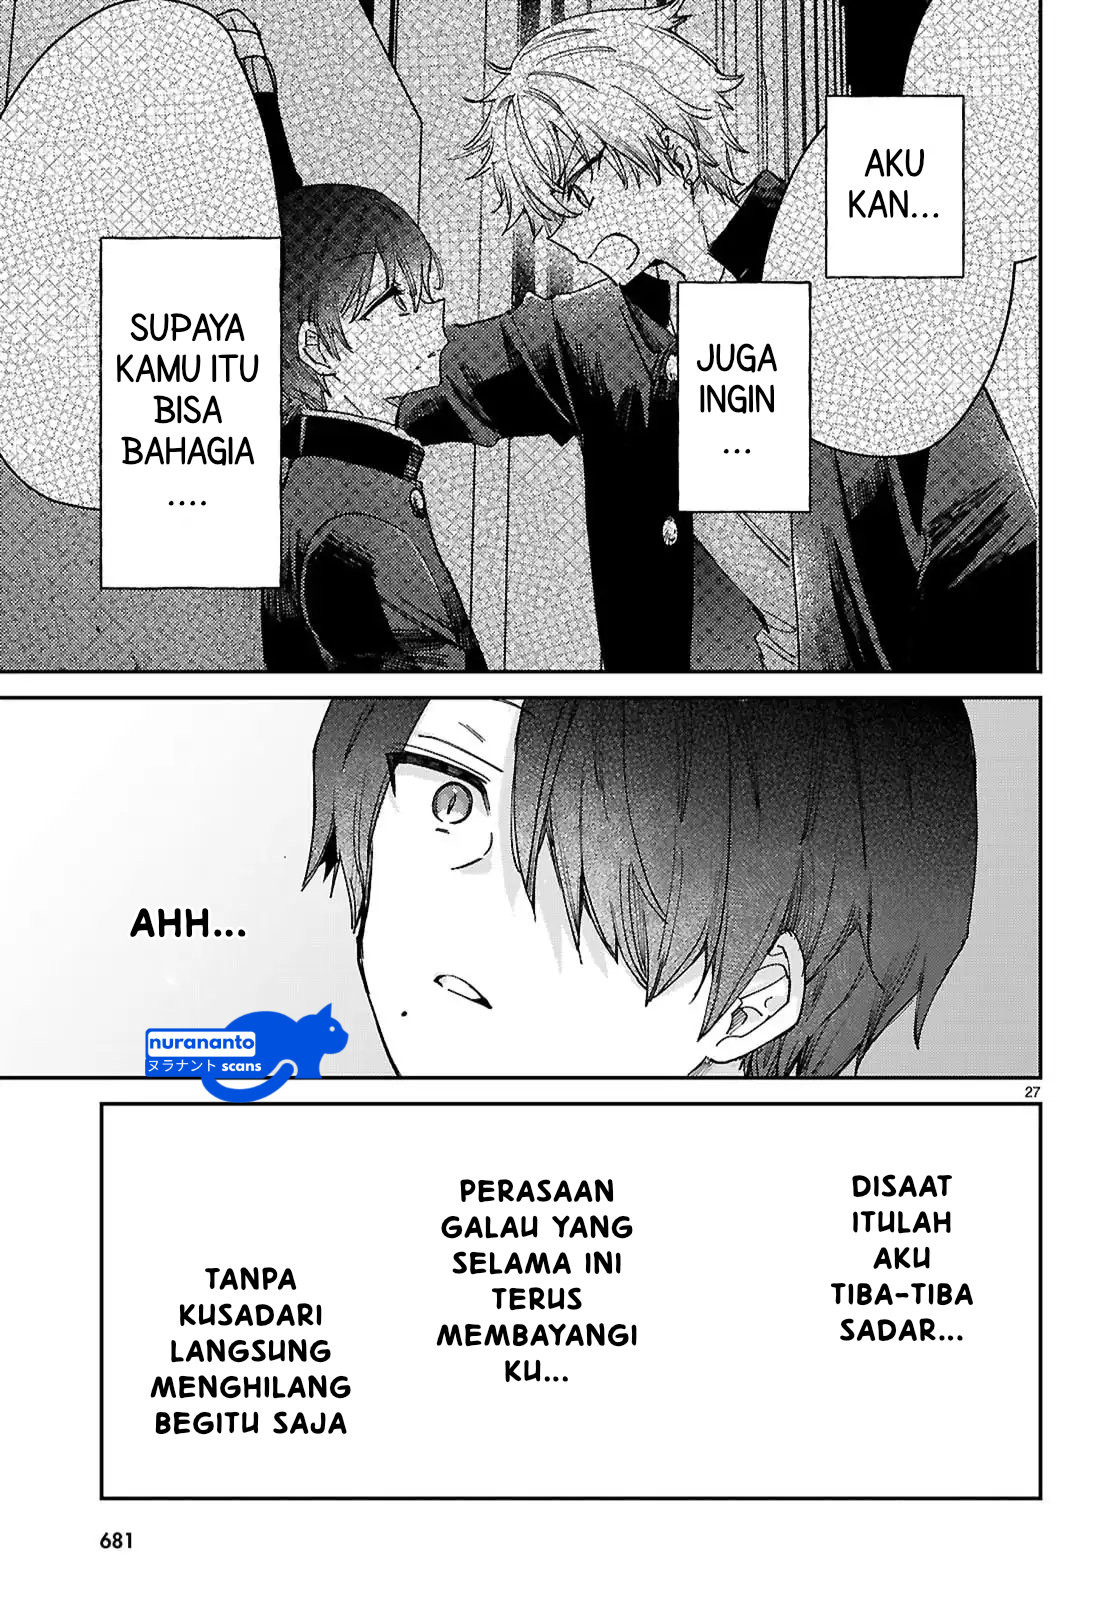 AKU
KAN...
JUGA
INGIN
...
SUPAYA
KAMU ITU
BISA
BAHAGIA
....
AHH...
nurananto
ヌラナント scans
27
DISAAT
ITULAH
AKU
TIBA-TIBA
SADAR...
PERASAAN
GALAU YANG
SELAMA INI
TERUS
MEMBAYANGI
KU...
TANPA
KUSADARI
LANGSUNG
MENGHILANG
BEGITU SAJA
681